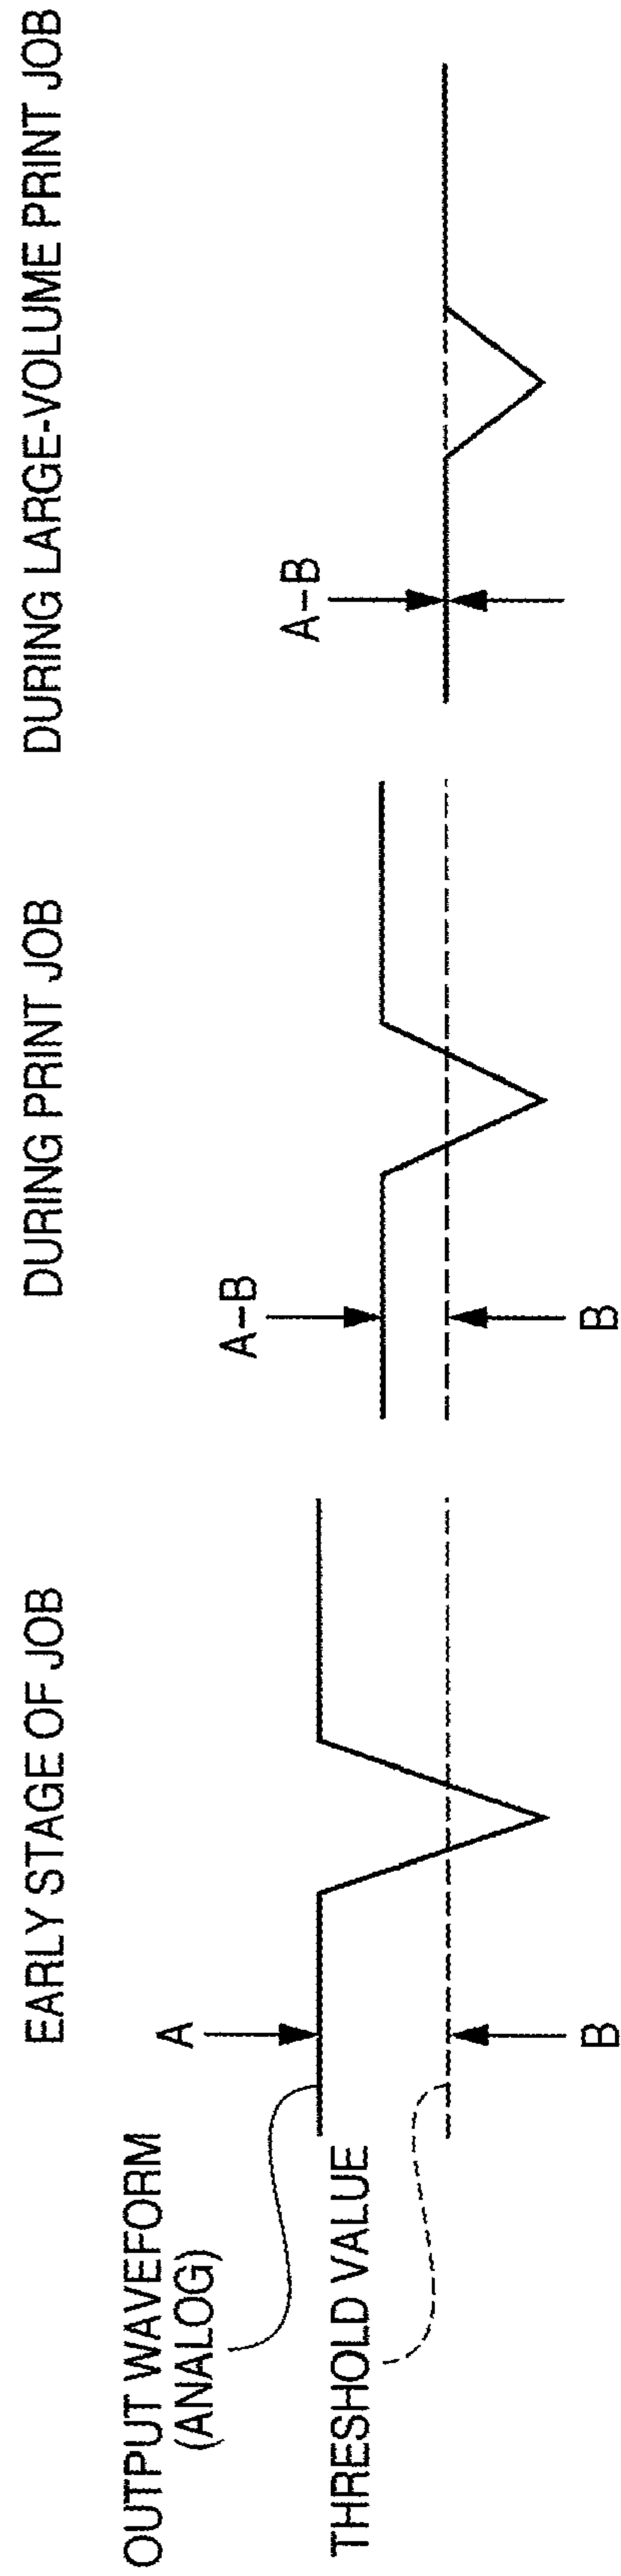 EARLY STAGE OF JOB
DURING PRINT JOB
DURING LARGE-VOLUME PRINT JOB
OUTPUT WAVEFORM
(ANALOG)
A
A-B
A-B
THRESHOLD VALUE
B
B